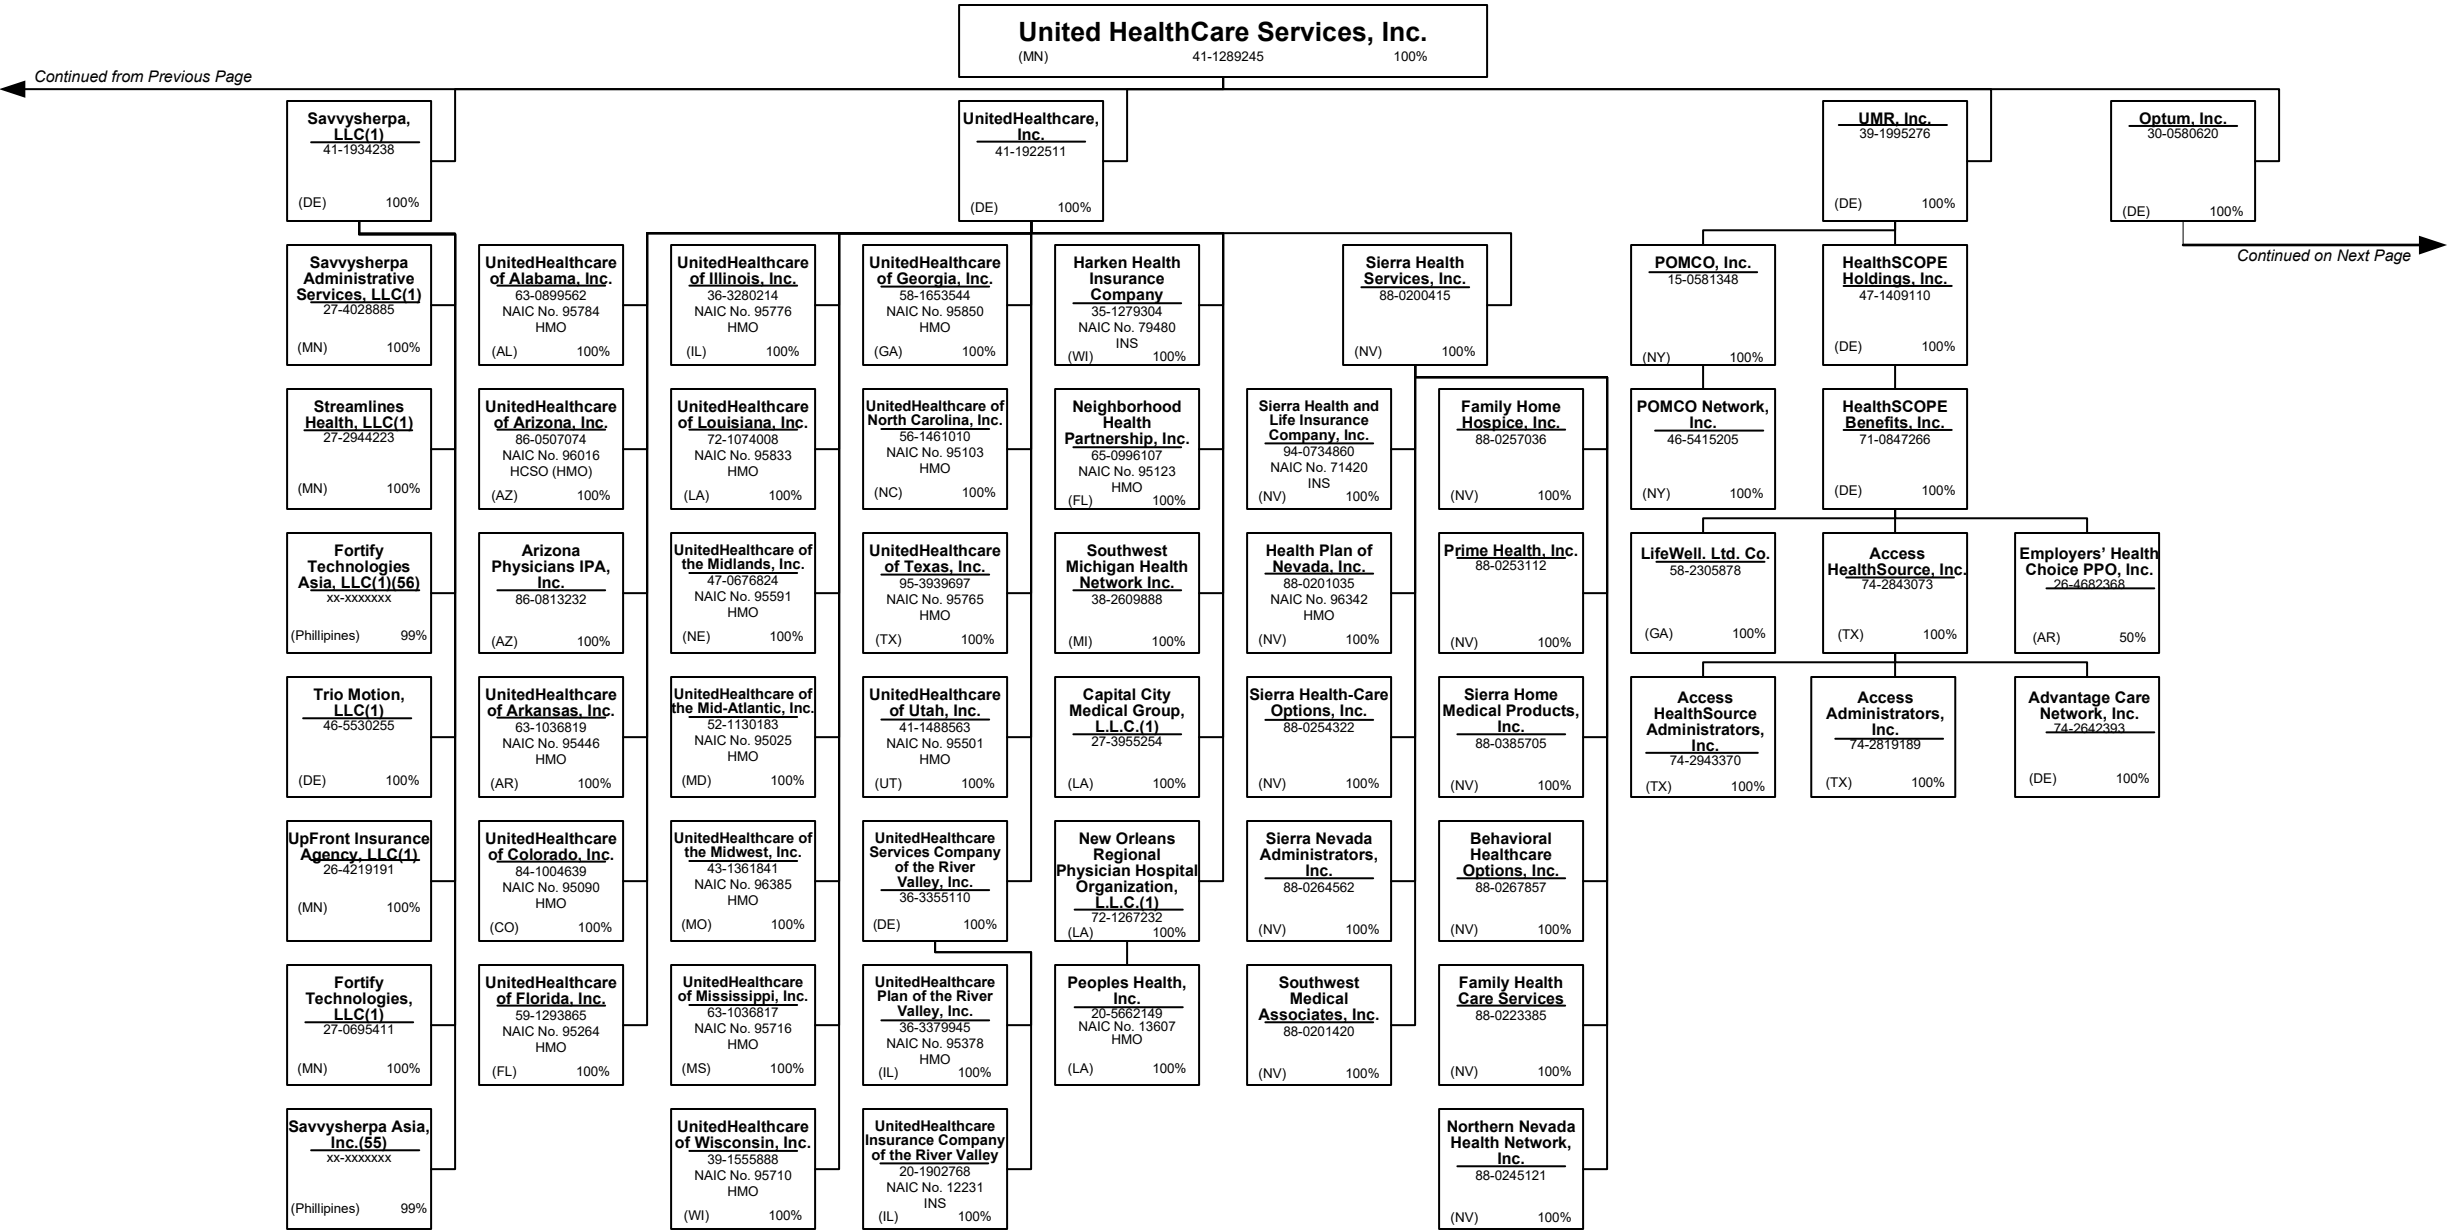 United HealthCare Services, Inc.
(MN) 41-1289245 100%
Continued from Previous Page
Savvysherpa,
LLC(1)
41-1934238
(DE) 100%
UnitedHealthcare,
Inc.
41-1922511
(DE) 100%
UMR, Inc.
39-1995276
(DE) 100%
Optum, Inc.
30-0580620
(DE) 100%
Continued on Next Page
Savvysherpa
Administrative
Services, LLC(1)
27-4028885
(MN) 100%
UnitedHealthcare
of Alabama, Inc.
63-0899562
NAIC No. 95784
HMO
(AL) 100%
UnitedHealthcare
of Illinois, Inc.
36-3280214
NAIC No. 95776
HMO
(IL) 100%
UnitedHealthcare
of Georgia, Inc.
58-1653544
NAIC No. 95850
HMO
(GA) 100%
Harken Health
Insurance
Company
35-1279304
NAIC No. 79480
INS
(WI) 100%
Sierra Health
Services, Inc.
88-0200415
(NV) 100%
POMCO, Inc.
15-0581348
(NY) 100%
HealthSCOPE
Holdings, Inc.
47-1409110
(DE) 100%
Streamlines
Health, LLC(1)
27-2944223
(MN) 100%
UnitedHealthcare
of Arizona, Inc.
86-0507074
NAIC No. 96016
HCSO (HMO)
(AZ) 100%
UnitedHealthcare
of Louisiana, Inc.
72-1074008
NAIC No. 95833
HMO
(LA) 100%
UnitedHealthcare of
North Carolina, Inc.
56-1461010
NAIC No. 95103
HMO
(NC) 100%
Neighborhood
Health
Partnership, Inc.
65-0996107
NAIC No. 95123
HMO
(FL) 100%
Sierra Health and
Life Insurance
Company, Inc.
94-0734860
NAIC No. 71420
INS
(NV) 100%
Family Home
Hospice, Inc.
88-0257036
(NV) 100%
POMCO Network,
Inc.
46-5415205
(NY) 100%
HealthSCOPE
Benefits, Inc.
71-0847266
(DE) 100%
Fortify
Technologies
Asia, LLC(1)(56)
xx-xxxxxxx
(Phillipines) 99%
Arizona
Physicians IPA,
Inc.
86-0813232
(AZ) 100%
UnitedHealthcare of
the Midlands, Inc.
47-0676824
NAIC No. 95591
HMO
(NE) 100%
UnitedHealthcare
of Texas, Inc.
95-3939697
NAIC No. 95765
HMO
(TX) 100%
Southwest
Michigan Health
Network Inc.
38-2609888
(MI) 100%
Health Plan of
Nevada, Inc.
88-0201035
NAIC No. 96342
HMO
(NV) 100%
Prime Health, Inc.
88-0253112
(NV) 100%
LifeWell. Ltd. Co.
58-2305878
(GA) 100%
Access
HealthSource, Inc.
74-2843073
(TX) 100%
Employers’ Health
Choice PPO, Inc.
26-4682368
(AR) 50%
Trio Motion,
LLC(1)
46-5530255
(DE) 100%
UnitedHealthcare
of Arkansas, Inc.
63-1036819
NAIC No. 95446
HMO
(AR) 100%
UnitedHealthcare of
the Mid-Atlantic, Inc.
52-1130183
NAIC No. 95025
HMO
(MD) 100%
UnitedHealthcare
of Utah, Inc.
41-1488563
NAIC No. 95501
HMO
(UT) 100%
Capital City
Medical Group,
L.L.C.(1)
27-3955254
(LA) 100%
Sierra Health-Care
Options, Inc.
88-0254322
(NV) 100%
Sierra Home
Medical Products,
Inc.
88-0385705
(NV) 100%
Access
HealthSource
Administrators,
Inc.
74-2943370
(TX) 100%
Access
Administrators,
Inc.
74-2819189
(TX) 100%
Advantage Care
Network, Inc.
74-2642393
(DE) 100%
UpFront Insurance
Agency, LLC(1)
26-4219191
(MN) 100%
UnitedHealthcare
of Colorado, Inc.
84-1004639
NAIC No. 95090
HMO
(CO) 100%
UnitedHealthcare of
the Midwest, Inc.
43-1361841
NAIC No. 96385
HMO
(MO) 100%
UnitedHealthcare
Services Company
of the River
Valley, Inc.
36-3355110
(DE) 100%
New Orleans
Regional
Physician Hospital
Organization,
L.L.C.(1)
72-1267232
(LA) 100%
Sierra Nevada
Administrators,
Inc.
88-0264562
(NV) 100%
Behavioral
Healthcare
Options, Inc.
88-0267857
(NV) 100%
Fortify
Technologies,
LLC(1)
27-0695411
(MN) 100%
UnitedHealthcare
of Florida, Inc.
59-1293865
NAIC No. 95264
HMO
(FL) 100%
UnitedHealthcare
of Mississippi, Inc.
63-1036817
NAIC No. 95716
HMO
(MS) 100%
UnitedHealthcare
Plan of the River
Valley, Inc.
36-3379945
NAIC No. 95378
HMO
(IL) 100%
Peoples Health,
Inc.
20-5662149
NAIC No. 13607
HMO
(LA) 100%
Southwest
Medical
Associates, Inc.
88-0201420
(NV) 100%
Family Health
Care Services
88-0223385
(NV) 100%
Savvysherpa Asia,
Inc.(55)
xx-xxxxxxx
(Phillipines) 99%
UnitedHealthcare
of Wisconsin, Inc.
39-1555888
NAIC No. 95710
HMO
(WI) 100%
UnitedHealthcare
Insurance Company
of the River Valley
20-1902768
NAIC No. 12231
INS
(IL) 100%
Northern Nevada
Health Network,
Inc.
88-0245121
(NV) 100%